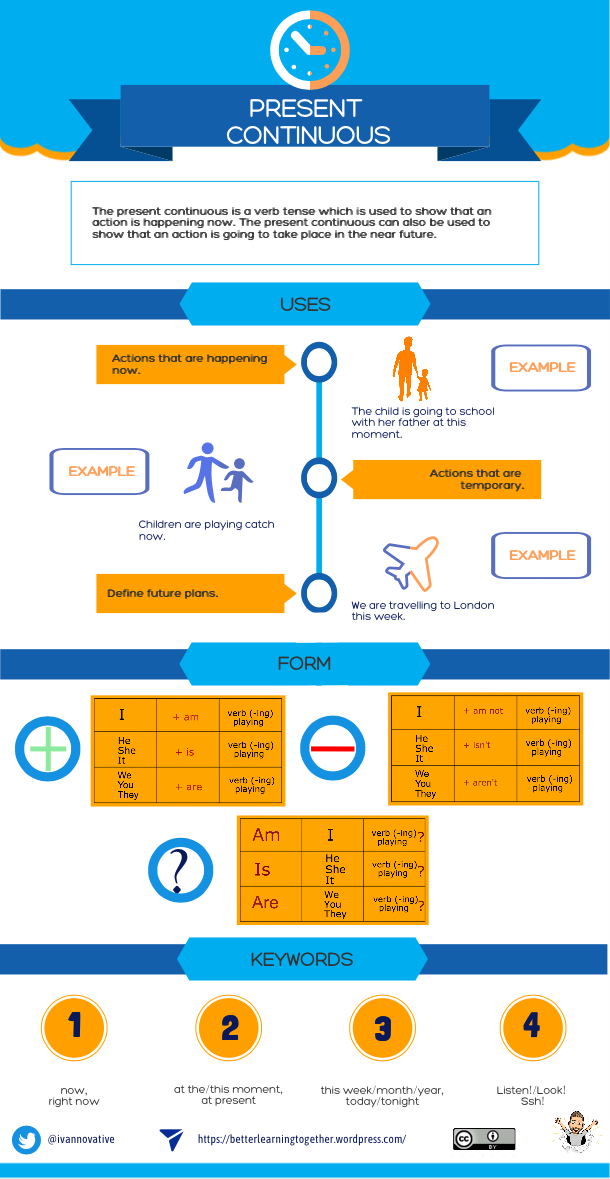 PRESENT
CONTINUOUS
The present continuous is a verb tense which is used to show that an
action is happening now. The present continuous can also be used to
show that an action is going to take place in the near future.
USES
Actions that are happening
now.
EXAMPLE
The child is going to school
with her father at this
moment.
EXAMPLE
Actions that are
temporary.
Children are playing catch
now.
EXAMPLE
Define future plans.
We are travelling to London
this week.
FORM
I + am verb (-ing)
playing
He
She + is verb (-ing)
It playing
We
You + are verb (-ing)
They playing
I + am not verb (-ing)
playing
He
She + isn't verb (-ing)
It playing
We
You + aren't verb (-ing)
They playing
?
Am I verb (-ing)
playing ?
Is He
She verb (-ing)
It playing ?
Are We
You verb (-ing)
They playing ?
KEYWORDS
1
2
3
4
now,
right now
at the/this moment,
at present
this week/month/year,
today/tonight
Listen!/Look!
Ssh!
@ivannovative
https://betterlearningtogether.wordpress.com/
cc
BY